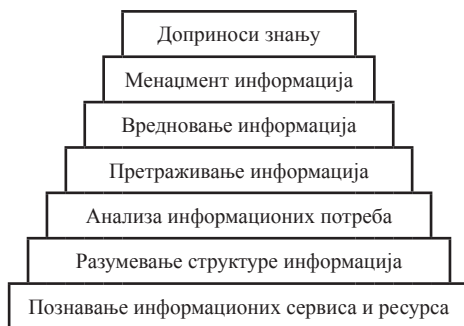 Доприноси знању
Менаџмент информација
Вредновање информација
Претраживање информација
Анализа информационих потреба
Разумевање структуре информација
Познавање информационих сервиса и ресурса